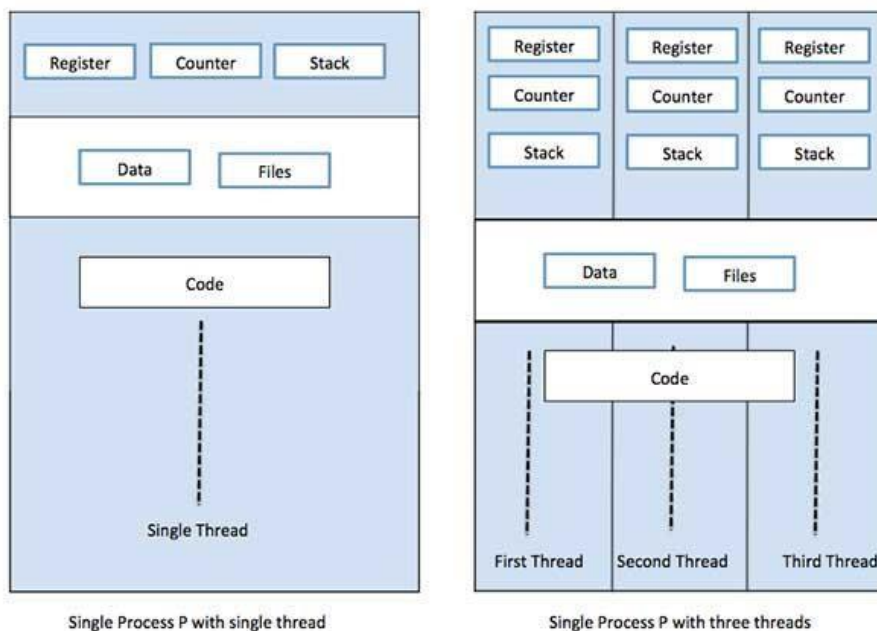 Register Counter Stack
Data Files
Code
Single Thread
Single Process P with single thread
Register Register Register
Counter Counter Counter
Stack Stack Stack
Data Files
Code
First Thread Second Thread Third Thread
Single Process P with three threads